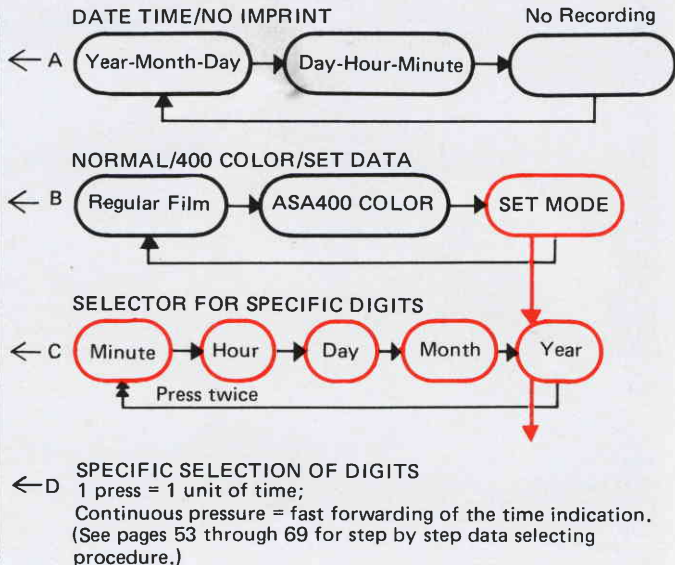 DATE TIME/NO IMPRINT No Recording
← A Year-Month-Day Day-Hour-Minute
NORMAL/400 COLOR/SET DATA
← B Regular Film ASA400 COLOR SET MODE
SELECTOR FOR SPECIFIC DIGITS
← C Minute Hour Day Month Year
Press twice
← D SPECIFIC SELECTION OF DIGITS
1 press = 1 unit of time;
Continuous pressure = fast forwarding of the time indication.
(See pages 53 through 69 for step by step data selecting
procedure.)